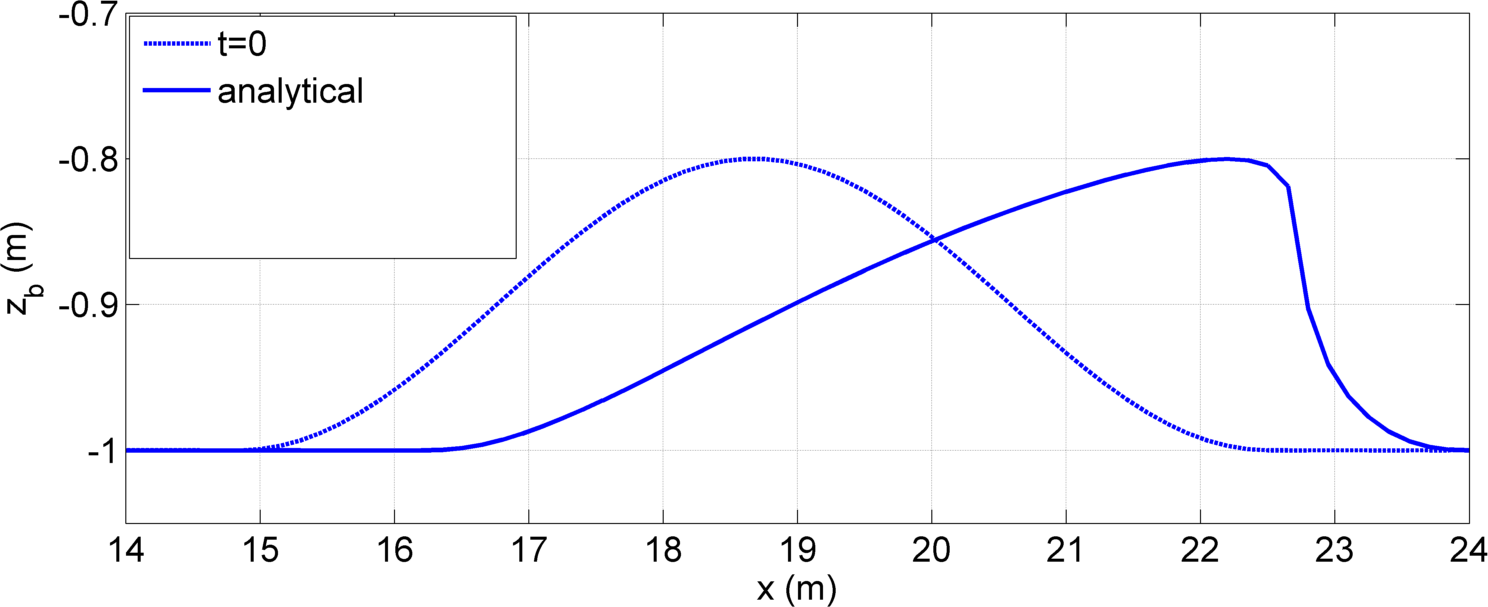 -0.7
-0.8
-0.9
-1
z_b (m)
t=0
analytical
14 15 16 17 18 19 20 21 22 23 24
x (m)